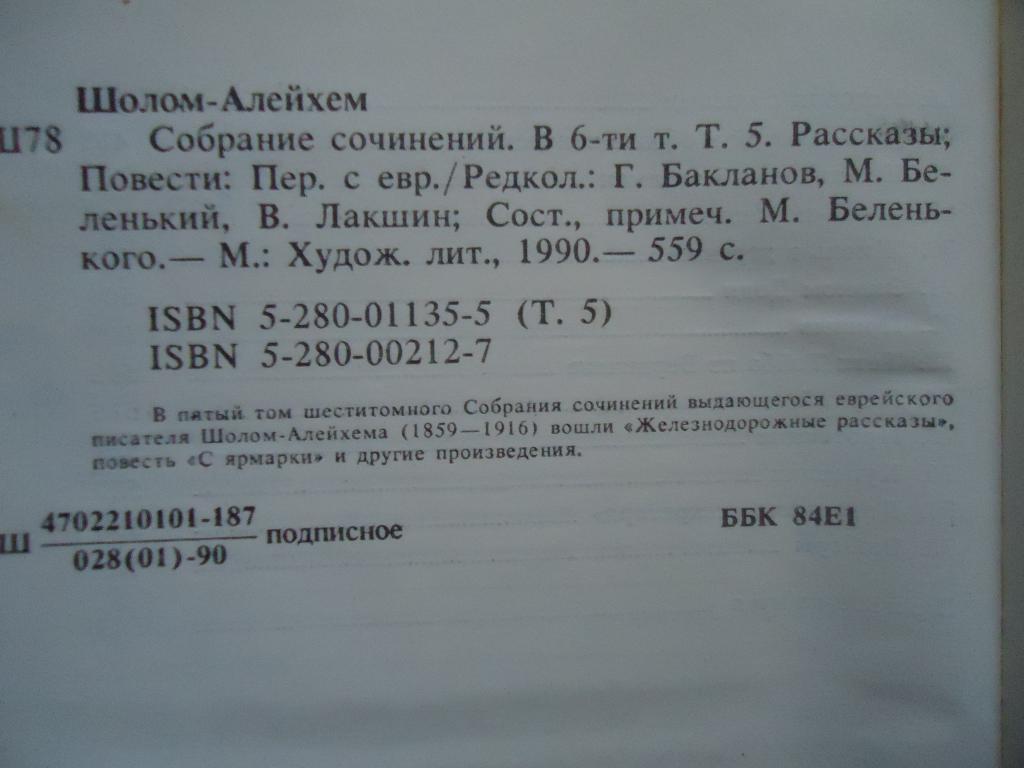 Шолом-Алейхем
Ш78 Собрание сочинений. В 6-ти т. Т. 5. Рассказы;
Повести: Пер. с евр./Редкол.: Г. Бакланов, М. Бе-
ленький, В. Лакшин; Сост., примеч. М. Белень-
кого.— М.: Худож. лит., 1990.— 559 с.
ISBN 5-280-01135-5 (Т. 5)
ISBN 5-280-00212-7
В пятый том шеститомного Собрания сочинений выдающегося еврейского
писателя Шолом-Алейхема (1859—1916) вошли «Железнодорожные рассказы»,
повесть «С ярмарки» и другие произведения.
Ш 4702210101-187 подписное ББК 84Е1
028(01)-90